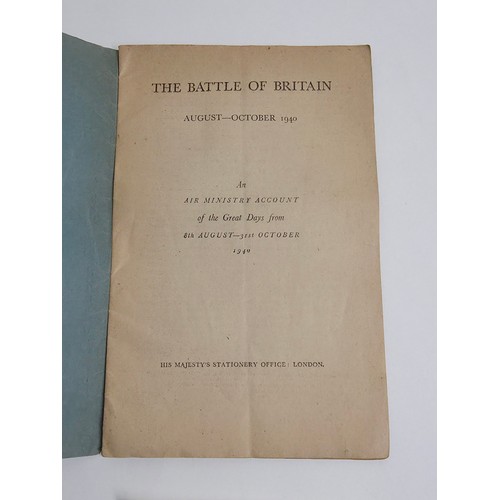 THE BATTLE OF BRITAIN
AUGUST—OCTOBER 1940
An
AIR MINISTRY ACCOUNT
of the Great Days from
8th AUGUST—31st OCTOBER
1940
HIS MAJESTY'S STATIONERY OFFICE: LONDON.